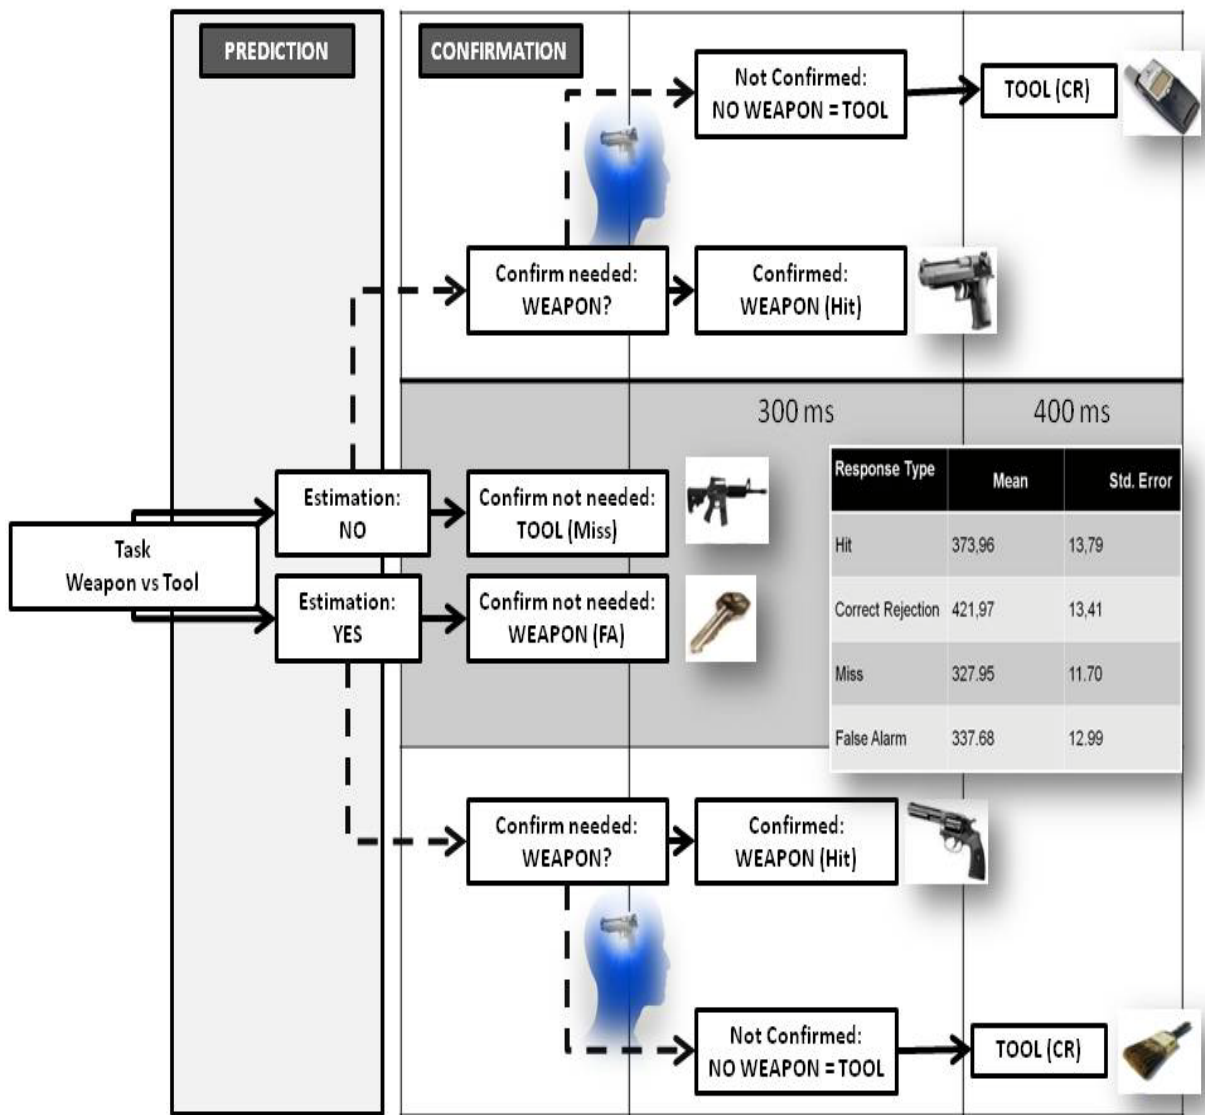 PREDICTION
CONFIRMATION
Not Confirmed:
NO WEAPON = TOOL
TOOL (CR)
Confirm needed:
WEAPON?
Confirmed:
WEAPON (Hit)
300 ms
400 ms
Task
Weapon vs Tool
Estimation:
NO
Confirm not needed:
TOOL (Miss)
Estimation:
YES
Confirm not needed:
WEAPON (FA)
Response Type Mean Std. Error
Hit 373,96 13,79
Correct Rejection 421,97 13,41
Miss 327.95 11.70
False Alarm 337.68 12.99
Confirm needed:
WEAPON?
Confirmed:
WEAPON (Hit)
Not Confirmed:
NO WEAPON = TOOL
TOOL (CR)